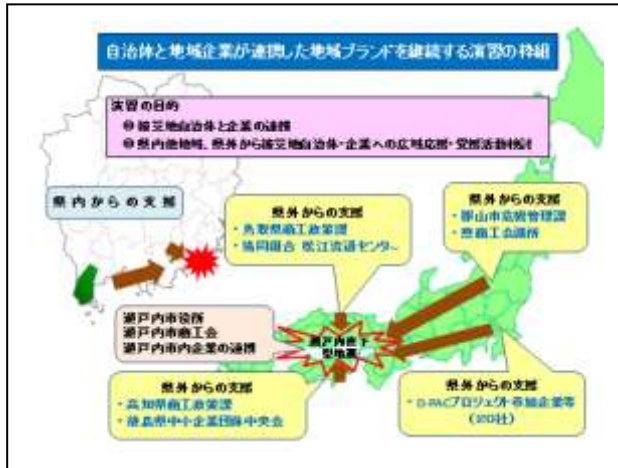 自治体と地域企業が連携した地域ブランドを継続する演習の枠組
演習の目的
被災地自治体と企業の連携
県内他地域、県外から被災地自治体・企業への広域応援・受援活動検討
県内からの支援
県外からの支援
・鳥取県商工政策課
・協同組合 松江流通センター
県外からの支援
・郡山市危機管理課
・商工会議所
瀬戸内市役所
瀬戸内市商工会
瀬戸内市内企業の連携
瀬戸内直下
型地震
県外からの支援
・高知県商工政策課
・徳島県中小企業団体中央会
県外からの支援
プロジェクト参加企業等